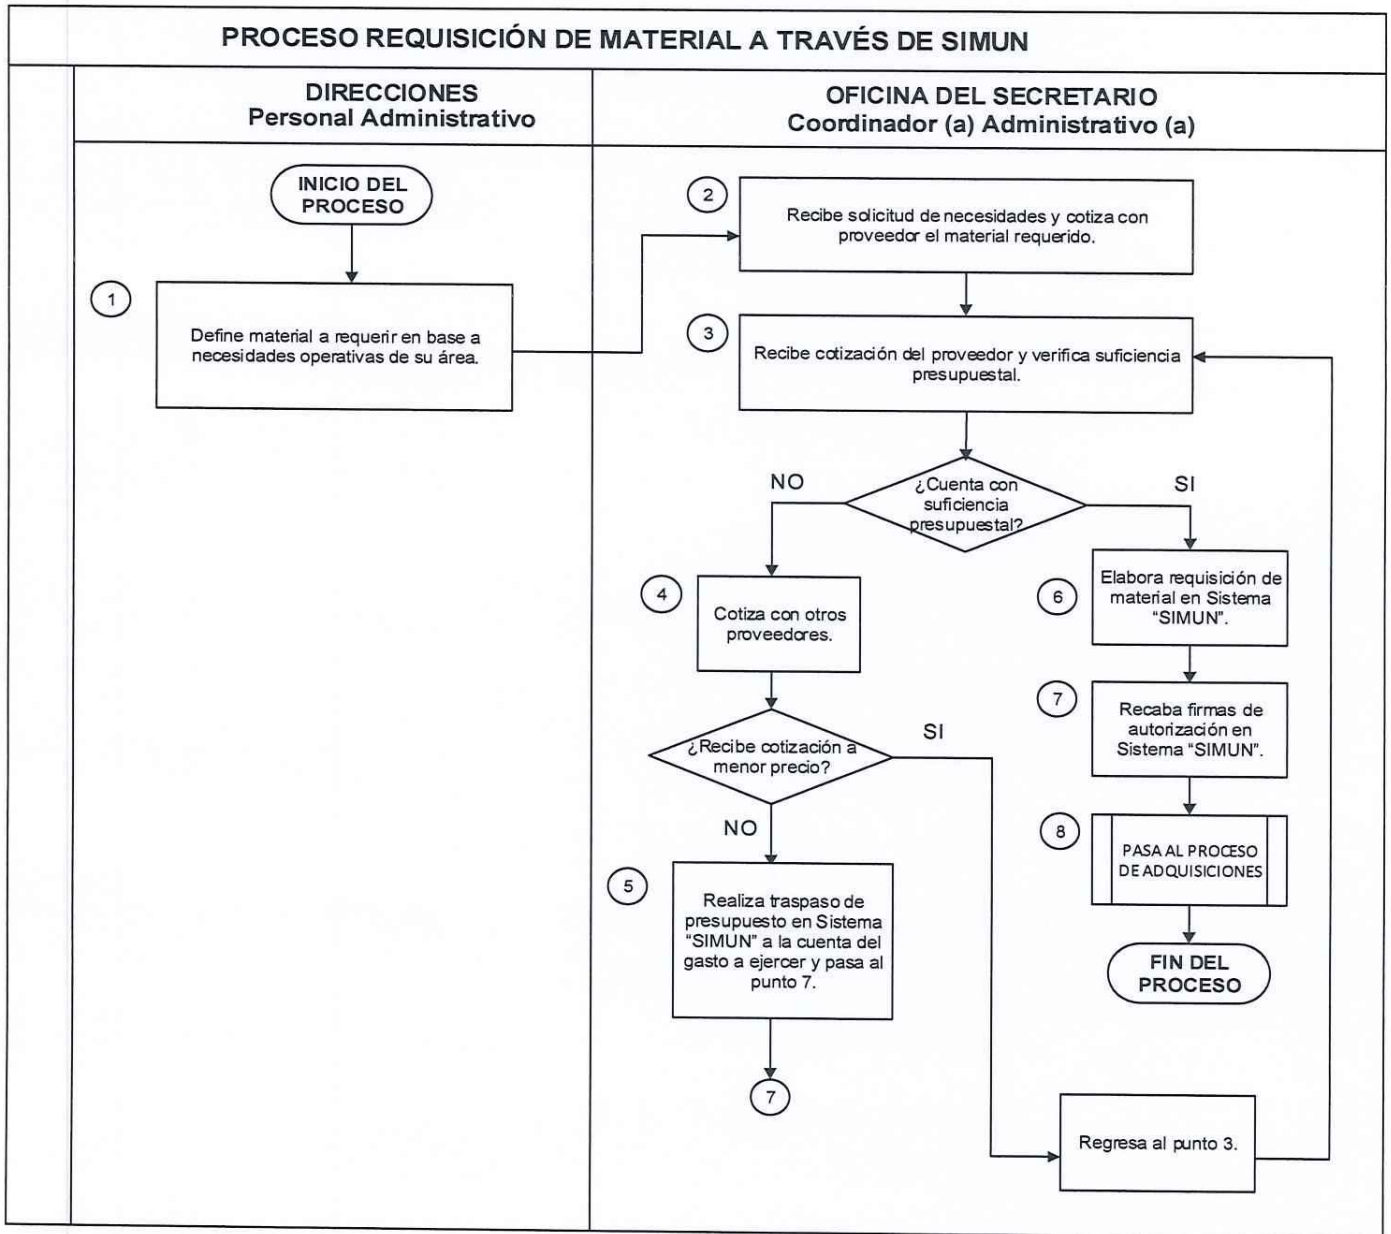 PROCESO REQUISICIÓN DE MATERIAL A TRAVÉS DE SIMUN
DIRECCIONES
Personal Administrativo
OFICINA DEL SECRETARIO
Coordinador (a) Administrativo (a)
INICIO DEL
PROCESO
1
Define material a requerir en base a
necesidades operativas de su área.
2
Recibe solicitud de necesidades y cotiza con
proveedor el material requerido.
3
Recibe cotización del proveedor y verifica suficiencia
presupuestal.
¿Cuenta con
suficiencia
presupuestal?
NO
SI
4
Cotiza con otros
proveedores.
6
Elabora requisición de
material en Sistema
“SIMUN”.
¿Recibe cotización a
menor precio?
SI
NO
7
Recaba firmas de
autorización en
Sistema “SIMUN”.
5
Realiza traspaso de
presupuesto en Sistema
“SIMUN” a la cuenta del
gasto a ejercer y pasa al
punto 7.
7
8
PASA AL PROCESO
DE ADQUISICIONES
FIN DEL
PROCESO
Regresa al punto 3.